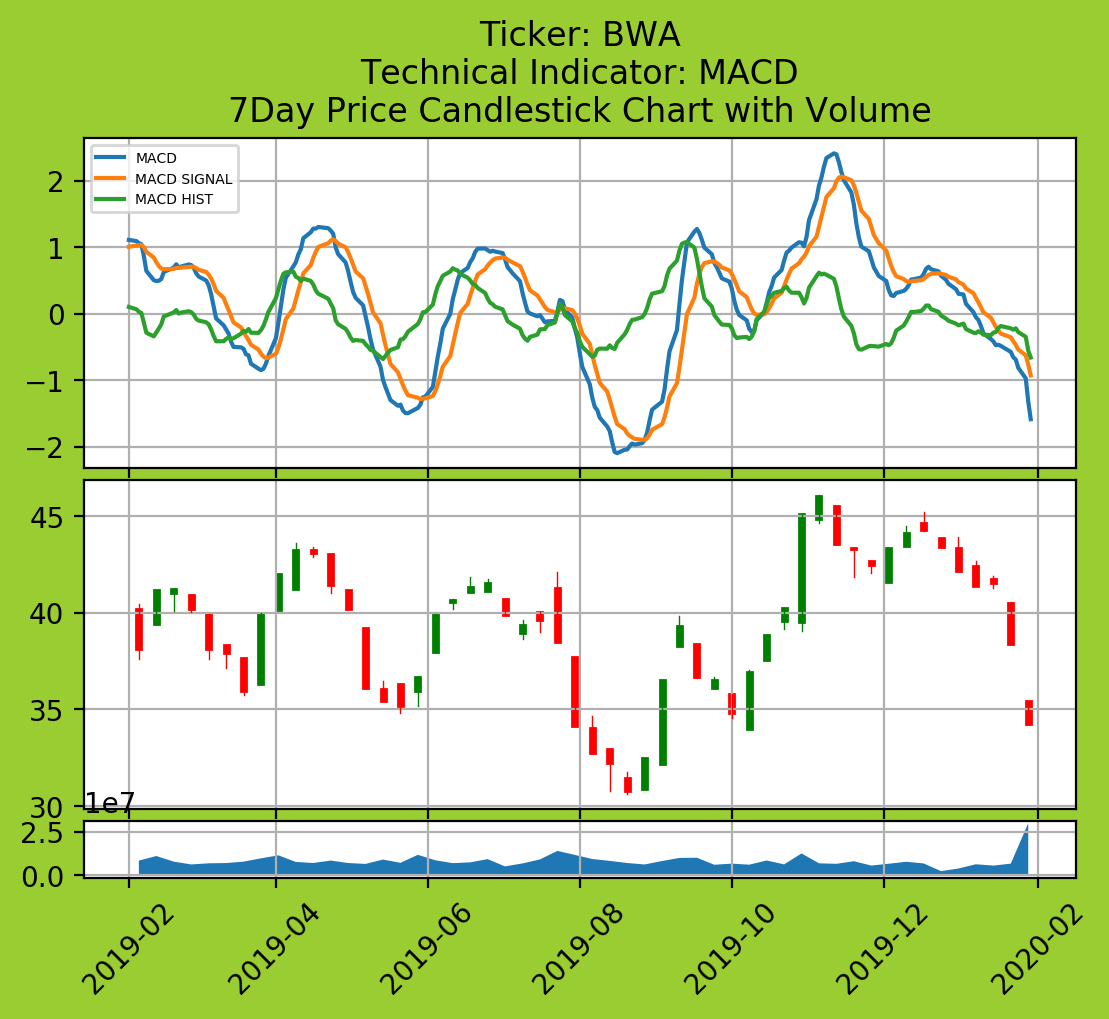 Ticker: BWA
Technical Indicator: MACD
7Day Price Candlestick Chart with Volume
MACD
MACD SIGNAL
MACD HIST
2
1
0
−1
−2
45
40
35
30
1e7
2.5
0.0
2019-02
2019-04
2019-06
2019-08
2019-10
2019-12
2020-02